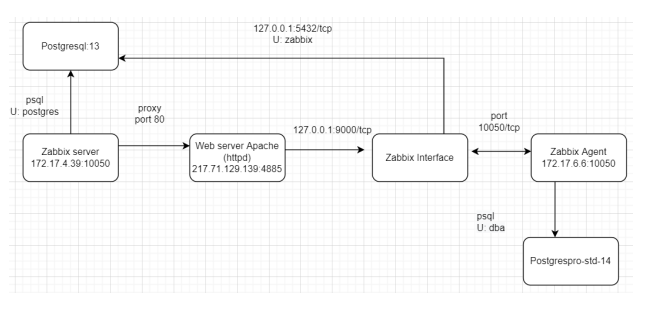 127.0.0.1:5432/tcp
U: zabbix
Postgresql:13
psql
U: postgres
proxy
port 80
127.0.0.1:9000/tcp
port
10050/tcp
Zabbix server
172.17.4.39:10050
Web server Apache
(httpd)
217.71.129.139:4885
Zabbix Interface
Zabbix Agent
172.17.6.6:10050
psql
U: dba
Postgrespro-std-14